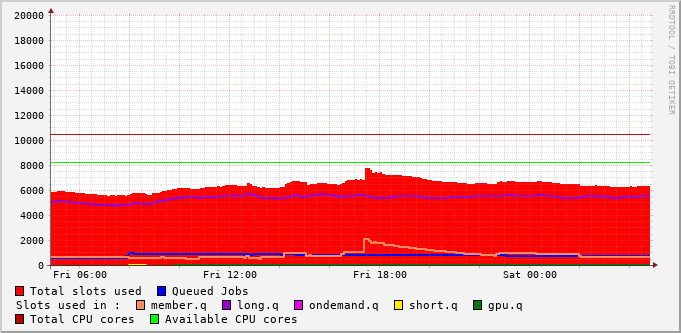 20000
18000
16000
14000
12000
10000
8000
6000
4000
2000
0
Fri 06:00 Fri 12:00 Fri 18:00 Sat 00:00
Total slots used Queued Jobs
Slots used in : member.q long.q ondemand.q short.q gpu.q
Total CPU cores Available CPU cores
RRDTOOL / TOBI OETIKER